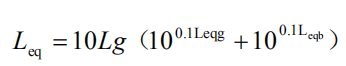 L_eq = 10Lg（10^0.1Leqg + 10^0.1L_eqb）